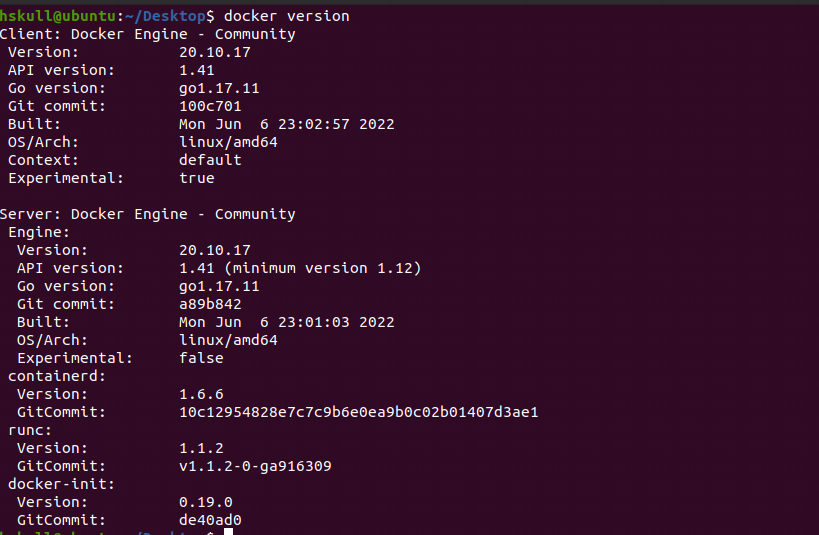 hskull@ubuntu:~/Desktop$ docker version
Client: Docker Engine - Community
 Version:           20.10.17
 API version:       1.41
 Go version:        go1.17.11
 Git commit:        100c701
 Built:             Mon Jun  6 23:02:57 2022
 OS/Arch:           linux/amd64
 Context:           default
 Experimental:      true

Server: Docker Engine - Community
 Engine:
  Version:          20.10.17
  API version:      1.41 (minimum version 1.12)
  Go version:       go1.17.11
  Git commit:       a89b842
  Built:            Mon Jun  6 23:01:03 2022
  OS/Arch:          linux/amd64
  Experimental:     false
 containerd:
  Version:          1.6.6
  GitCommit:        10c12954828e7c7c9b6e0ea9b0c02b01407d3ae1
 runc:
  Version:          1.1.2
  GitCommit:        v1.1.2-0-ga916309
 docker-init:
  Version:          0.19.0
  GitCommit:        de40ad0